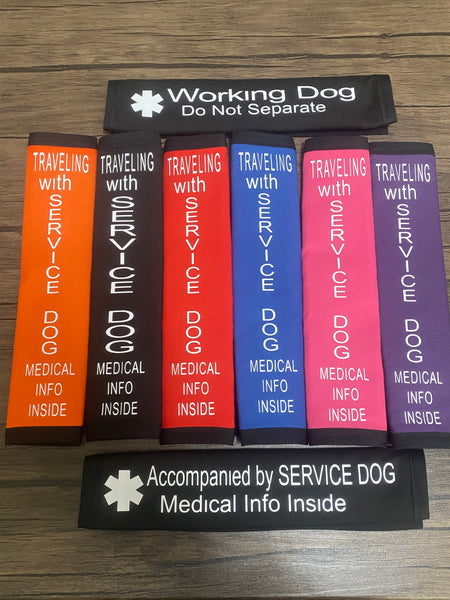 Working Dog
Do Not Separate
TRAVELING
with
SERVICE
DOG
MEDICAL
INFO
INSIDE
TRAVELING
with
SERVICE
DOG
MEDICAL
INFO
INSIDE
TRAVELING
with
SERVICE
DOG
MEDICAL
INFO
INSIDE
TRAVELING
with
SERVICE
DOG
MEDICAL
INFO
INSIDE
TRAVELING
with
SERVICE
DOG
MEDICAL
INFO
INSIDE
TRAVELING
with
SERVICE
DOG
MEDICAL
INFO
INSIDE
Accompanied by SERVICE DOG
Medical Info Inside